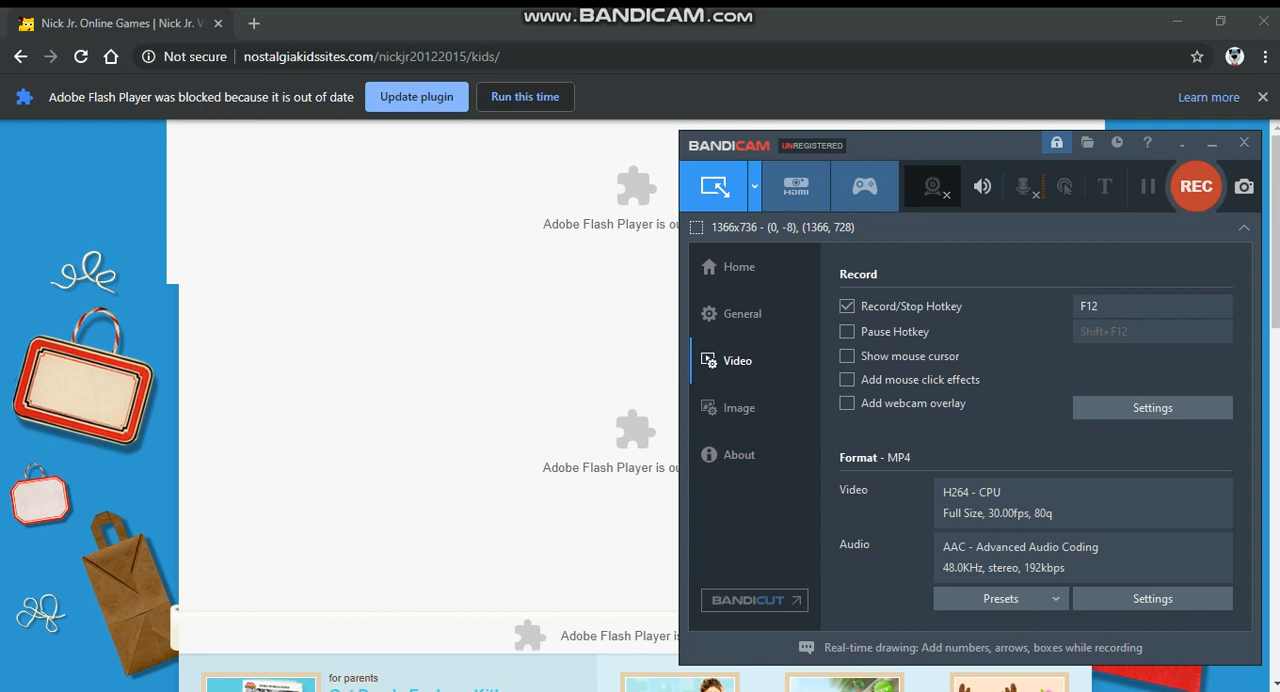 www.BANDICAM.com
Nick Jr. Online Games | Nick Jr.
Not secure nostalgiakidssites.com/nickjr20122015/kids/
Adobe Flash Player was blocked because it is out of date
Update plugin
Run this time
Learn more
Adobe Flash Player is
Adobe Flash Player is
Adobe Flash Player is
for parents
BANDICAM UNREGISTERED
HDMI
T
REC
1366x736 - (0, -8), (1366, 728)
Home
General
Video
Image
About
BANDICUT
Record
Record/Stop Hotkey F12
Pause Hotkey Shift+F12
Show mouse cursor
Add mouse click effects
Add webcam overlay
Settings
Format - MP4
Video
H264 - CPU
Full Size, 30.00fps, 80q
Audio
AAC - Advanced Audio Coding
48.0KHz, stereo, 192kbps
Presets
Settings
Real-time drawing: Add numbers, arrows, boxes while recording